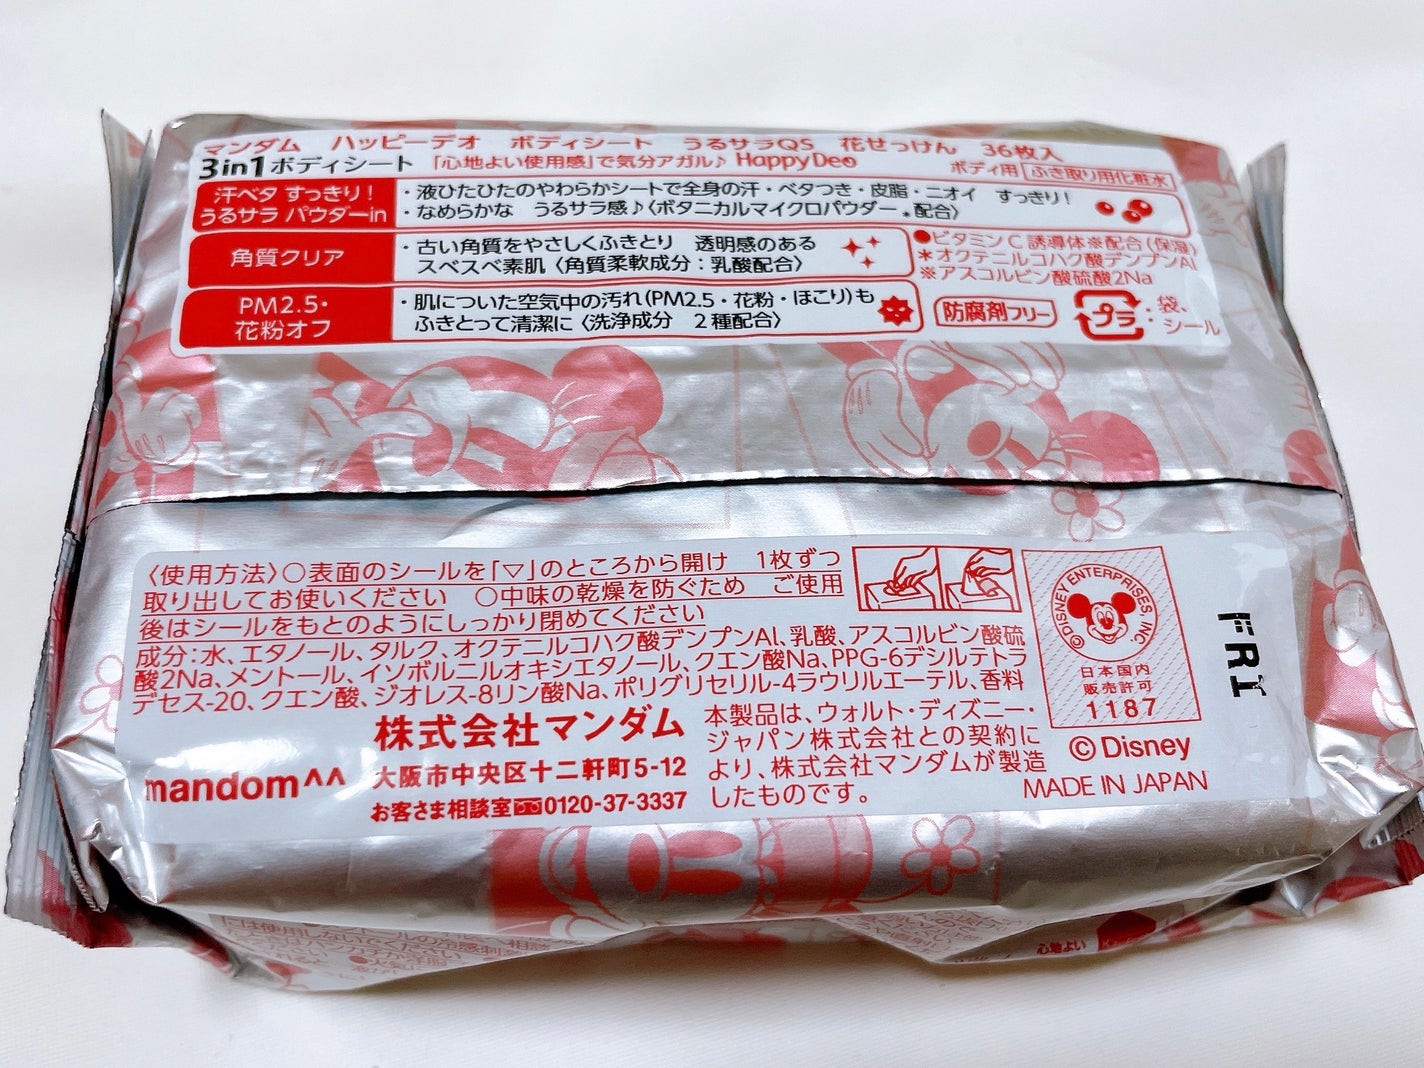 マンダム ハッピーデオ ボディシート うるサラQS 花せっけん 36枚入
3in1ボディシート 「心地よい使用感」で気分アガル♪ HappyDeo
ボディ用 ふき取り用化粧水
汗ベタ すっきり!
うるサラ パウダーin
・液ひたひたのやわらかシートで全身の汗・ベタつき・皮脂・ニオイ すっきり!
・なめらかな うるサラ感♪〈ボタニカルマイクロパウダー*配合〉
角質クリア
・古い角質をやさしくふきとり 透明感のある
スベスベ素肌〈角質柔軟成分:乳酸配合〉
PM2.5・
花粉オフ
・肌についた空気中の汚れ(PM2.5・花粉・ほこり)も
ふきとって清潔に〈洗浄成分 2種配合〉
●ビタミンC誘導体※配合(保湿)
*オクテニルコハク酸デンプンAl
※アスコルビン酸硫酸2Na
防腐剤フリー
プラ
:袋、
シール
〈使用方法〉○表面のシールを「▽」のところから開け 1枚ずつ
取り出してお使いください ○中味の乾燥を防ぐため ご使用
後はシールをもとのようにしっかり閉めてください
成分:水、エタノール、タルク、オクテニルコハク酸デンプンAl、乳酸、アスコルビン酸硫
酸2Na、メントール、イソボルニルオキシエタノール、クエン酸Na、PPG-6デシルテトラ
デセス-20、クエン酸、ジオレス-8リン酸Na、ポリグリセリル-4ラウリルエーテル、香料
mandom^^
株式会社マンダム
大阪市中央区十二軒町5-12
お客さま相談室 0120-37-3337
本製品は、ウォルト・ディズニー・
ジャパン株式会社との契約に
より、株式会社マンダムが製造
したものです。
©DISNEY ENTERPRISES, INC.
日本国内
販売許可
1187
©Disney
MADE IN JAPAN
FRI
心地よい